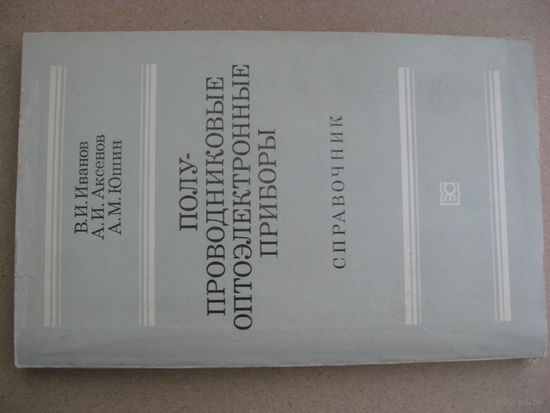 В.И. Иванов
А.И. Аксенов
А.М. Юшин
ПОЛУ-
ПРОВОДНИКОВЫЕ
ОПТОЭЛЕКТРОННЫЕ
ПРИБОРЫ
СПРАВОЧНИК